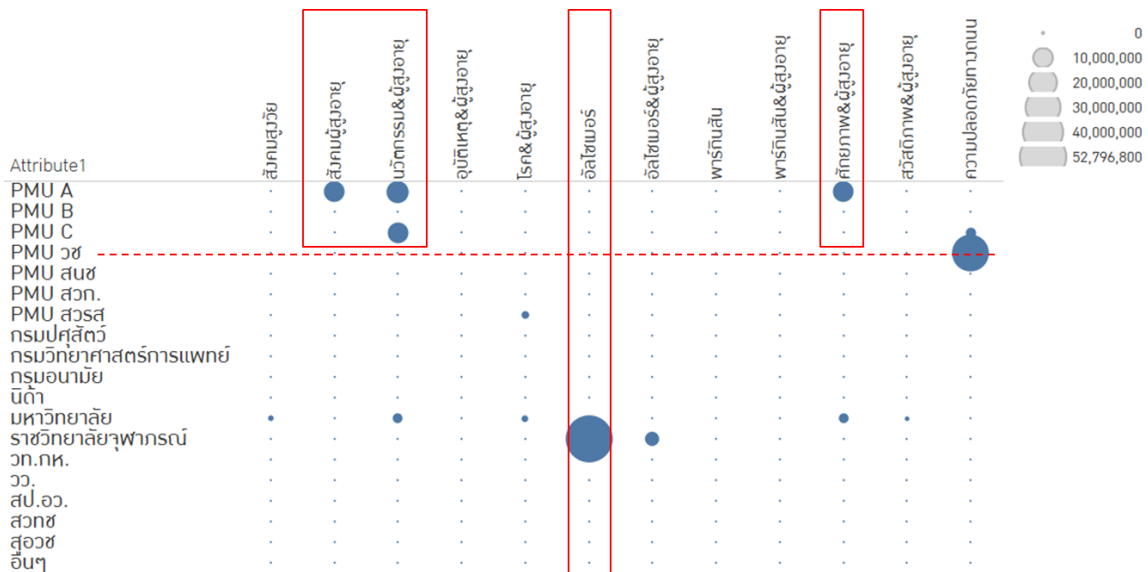 สังคมสูงวัย
สุขภาวะผู้สูงอายุ
นวัตกรรม&ผู้สูงอายุ
อุบัติเหตุ&ผู้สูงอายุ
โรค&ผู้สูงอายุ
อัลไซเมอร์
อัลไซเมอร์&ผู้สูงอายุ
พาร์กินสัน
พาร์กินสัน&ผู้สูงอายุ
ศักยภาพ&ผู้สูงอายุ
สวัสดิภาพ&ผู้สูงอายุ
ความปลอดภัยทางถนน
0
10,000,000
20,000,000
30,000,000
40,000,000
52,796,800
Attribute1
PMU A
PMU B
PMU C
PMU วช
PMU สนช
PMU สวก.
PMU สวรส
กรมปศุสัตว์
กรมวิทยาศาสตร์การแพทย์
กรมอนามัย
นิด้า
มหาวิทยาลัย
ราชวิทยาลัยจุฬาภรณ์
วท.กห.
วว.
สป.อว.
สวทช
สอวช
อื่นๆ